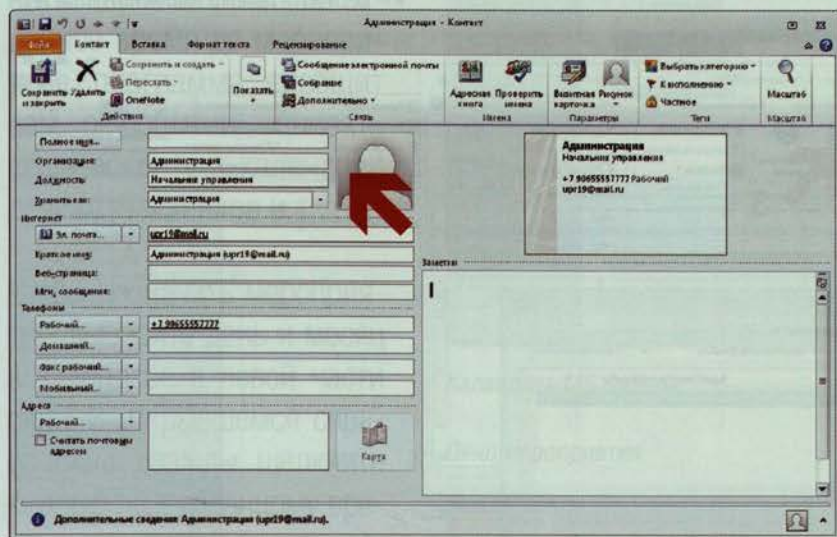 Администрация - Контакт
Файл Контакт Вставка Формат текста Рецензирование
Сохранить и закрыть
Удалить
Сохранить и создать
Переслать
OneNote
Действия
Показать
Сообщение электронной почты
Собрание
Дополнительно
Связь
Адресная книга
Проверить имена
Имена
Визитная карточка
Рисунок
Параметры
Выбрать категорию
К исполнению
Частное
Теги
Масштаб
Масштаб
Полное имя...
Организация: Администрация
Должность: Начальник управления
Хранить как: Администрация
Интернет
Эл. почта... upr19@mail.ru
Краткое имя: Администрация (upr19@mail.ru)
Веб-страница:
Мгн. сообщение:
Телефоны
Рабочий... +7 90655557777
Домашний...
Факс рабочий...
Мобильный...
Адреса
Рабочий...
Считать почтовым
адресом
Карта
Администрация
Начальник управления
+7 90655557777 Рабочий
upr19@mail.ru
Заметки
Дополнительные сведения Администрация (upr19@mail.ru).